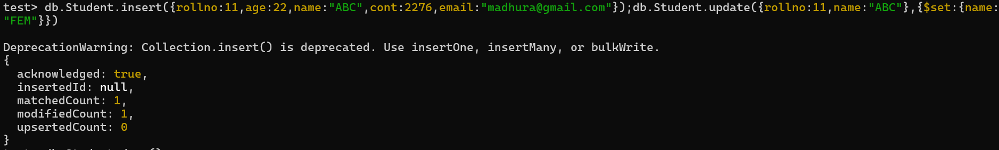 test> db.Student.insert({rollno:11,age:22,name:"ABC",cont:2276,email:"madhura@gmail.com"});db.Student.update({rollno:11,name:"ABC"},{$set:{name:
"FEM"}})
DeprecationWarning: Collection.insert() is deprecated. Use insertOne, insertMany, or bulkWrite.
{
  acknowledged: true,
  insertedId: null,
  matchedCount: 1,
  modifiedCount: 1,
  upsertedCount: 0
}